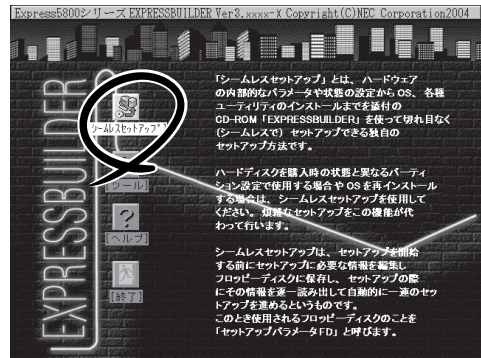 Express5800シリーズ EXPRESSBUILDER Ver3.xxxx-X Copyright(C)NEC Corporation2004
EXPRESSBUILDER
シームレスセットアップ
[ツール]
[ヘルプ]
[終了]
「シームレスセットアップ」とは、ハードウェア
の内部的なパラメータや状態の設定からOS、各種
ユーティリティのインストールまでを添付の
CD-ROM「EXPRESSBUILDER」を使って切れ目なく
(シームレスで) セットアップできる独自の
セットアップ方法です。
ハードディスクを購入時の状態と異なるパーティ
ション設定で使用する場合やOSを再インストール
する場合は、シームレスセットアップを使用して
ください。煩雑なセットアップをこの機能が代
わって行います。
シームレスセットアップは、セットアップを開始
する前にセットアップに必要な情報を編集し
フロッピーディスクに保存し、セットアップの際
にその情報を逐一読み出して自動的に一連のセッ
トアップを進めるというものです。
このとき使用されるフロッピーディスクのことを
「セットアップパラメータFD」と呼びます。